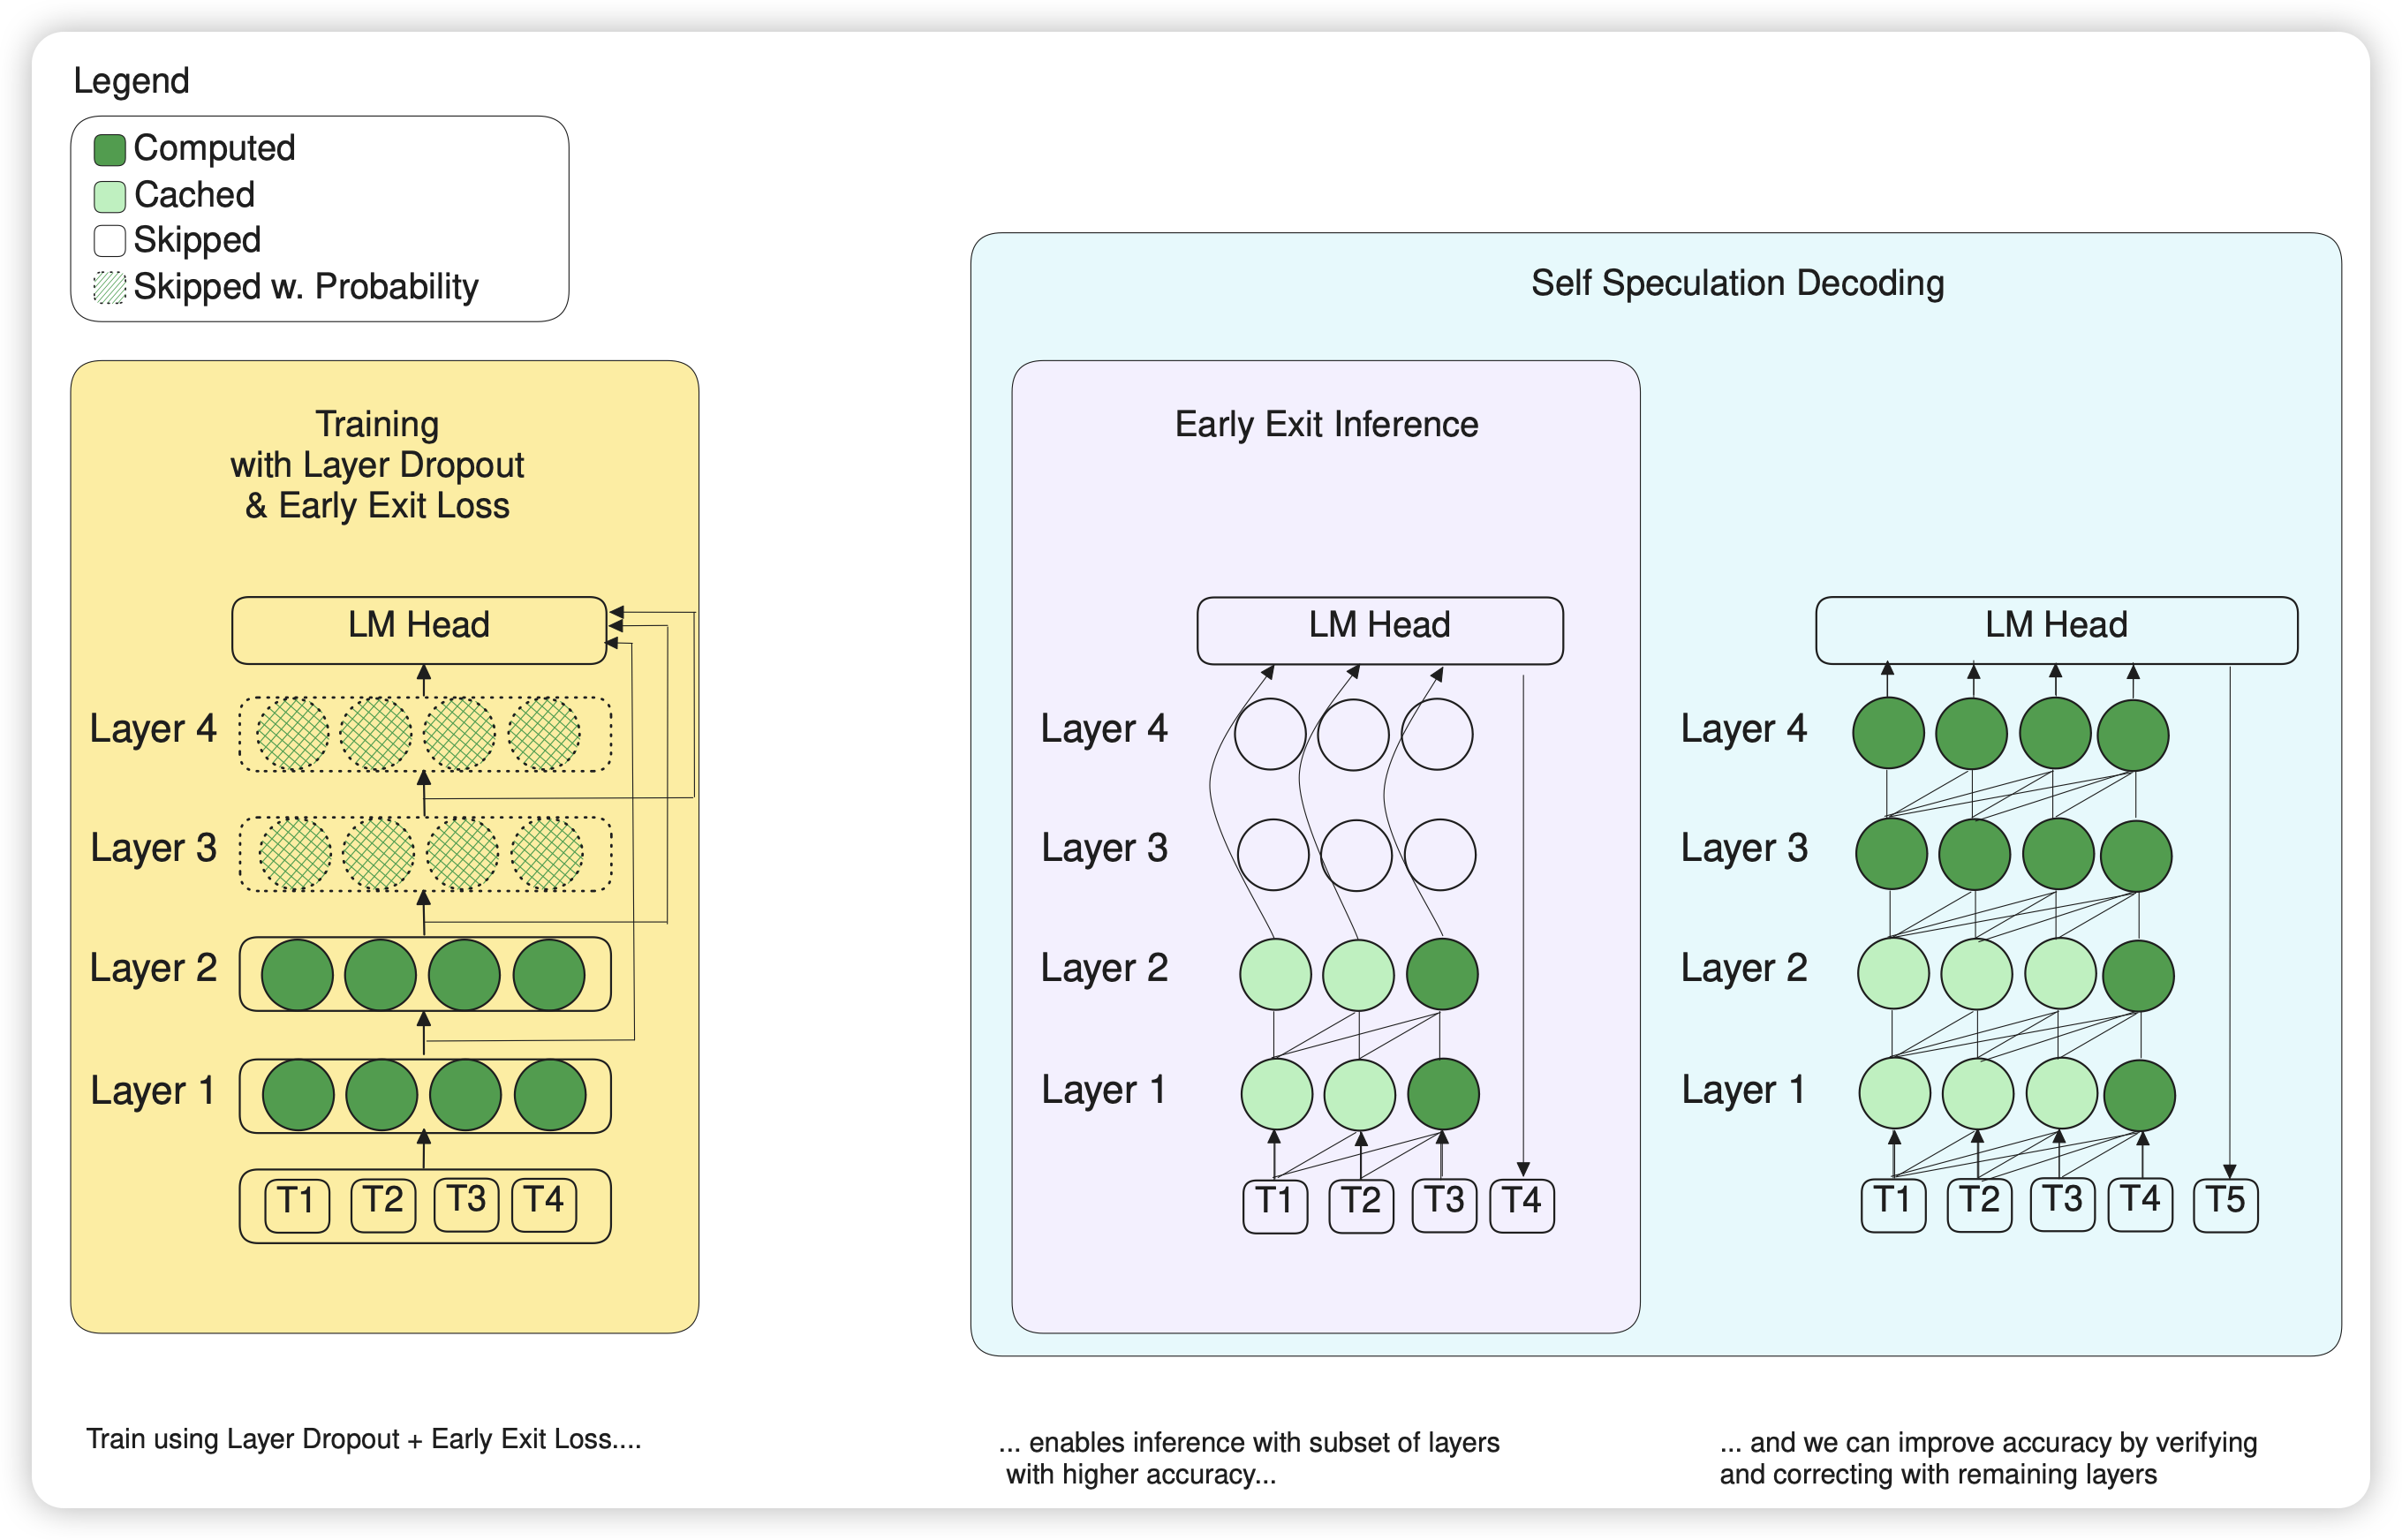 Legend
Computed
Cached
Skipped
Skipped w. Probability
Training
with Layer Dropout
& Early Exit Loss
LM Head
Layer 4
Layer 3
Layer 2
Layer 1
T1 T2 T3 T4
Train using Layer Dropout + Early Exit Loss....
Self Speculation Decoding
Early Exit Inference
LM Head
Layer 4
Layer 3
Layer 2
Layer 1
T1 T2 T3 T4
... enables inference with subset of layers
with higher accuracy...
LM Head
Layer 4
Layer 3
Layer 2
Layer 1
T1 T2 T3 T4 T5
... and we can improve accuracy by verifying
and correcting with remaining layers